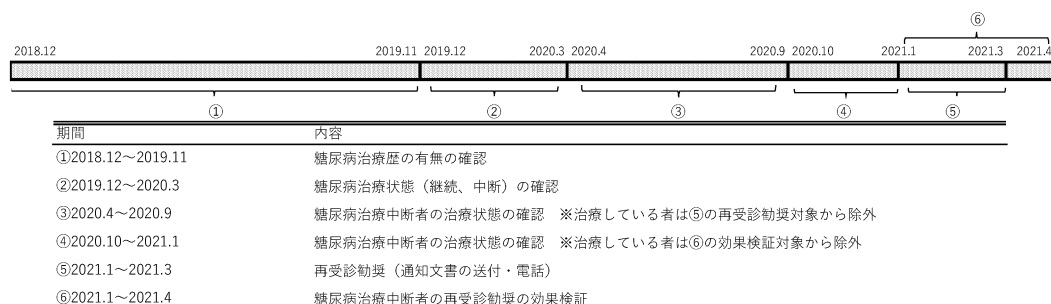 ⑥
2018.12 2019.11 2019.12 2020.3 2020.4 2020.9 2020.10 2021.1 2021.3 2021.4
① ② ③ ④ ⑤
期間 内容
①2018.12～2019.11 糖尿病治療歴の有無の確認
②2019.12～2020.3 糖尿病治療状態（継続、中断）の確認
③2020.4～2020.9 糖尿病治療中断者の治療状態の確認　※治療している者は⑤の再受診勧奨対象から除外
④2020.10～2021.1 糖尿病治療中断者の治療状態の確認　※治療している者は⑥の効果検証対象から除外
⑤2021.1～2021.3 再受診勧奨（通知文書の送付・電話）
⑥2021.1～2021.4 糖尿病治療中断者の再受診勧奨の効果検証